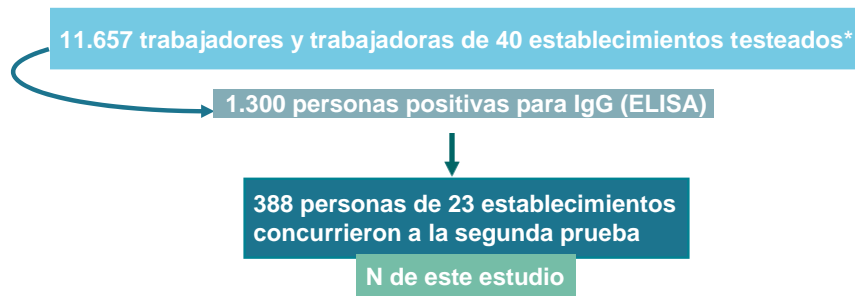 11.657 trabajadores y trabajadoras de 40 establecimientos testeados*
1.300 personas positivas para IgG (ELISA)
388 personas de 23 establecimientos
concurrieron a la segunda prueba
N de este estudio